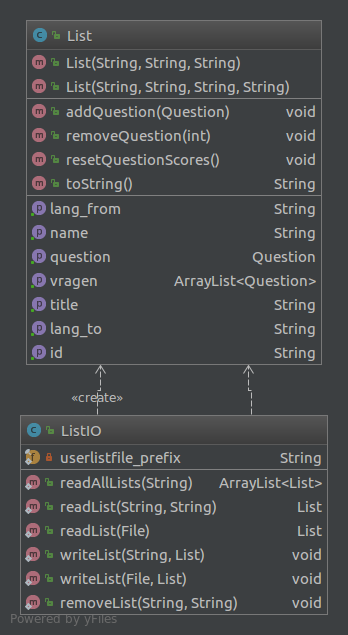 List
List(String, String, String)
List(String, String, String, String)
addQuestion(Question) void
removeQuestion(int) void
resetQuestionScores() void
toString() String
lang_from String
name String
question Question
vragen ArrayList<Question>
title String
lang_to String
id String
«create»
ListIO
userlistfile_prefix String
readAllLists(String) ArrayList<List>
readList(String, String) List
readList(File) List
writeList(String, List) void
writeList(File, List) void
removeList(String, String) void
Powered by yFiles